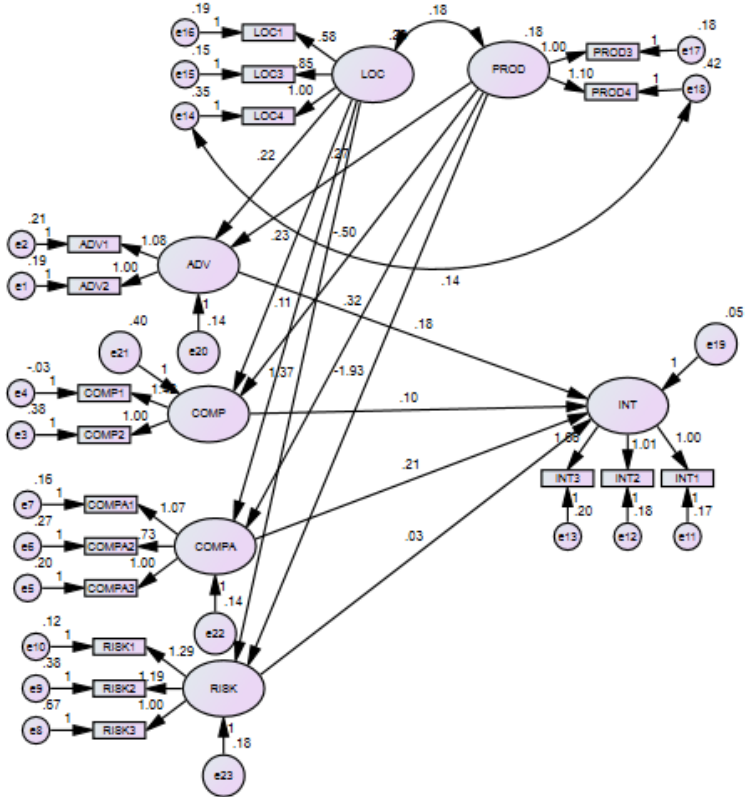 .19
.18
e16
1
LOC1
.58
.18
.15
LOC
PROD
1.00
PROD3
1
e17
.18
e15
1
LOC3
.85
.42
.35
1.00
1.10
PROD4
1
e18
e14
1
LOC4
.22
.27
.21
.23
-.50
e2
1
ADV1
1.08
ADV
.14
.19
e1
1
ADV2
1.00
.11
.32
.18
1
.14
.05
.40
e21
e20
e19
1
1
1.37
-1.93
-.03
e4
1
COMP1
COMP
.10
INT
.38
e3
1
COMP2
1.00
1.01
1.00
.21
INT3
INT2
INT1
.16
e7
1
COMPA1
1.07
1
.20
1
.18
1
.17
.27
e6
1
COMPA2
.73
COMPA
.03
e13
e12
e11
.20
e5
1
COMPA3
1.00
1
.14
.12
e22
e10
1
RISK1
1.29
.38
e9
1
RISK2
1.19
RISK
.67
1.00
e8
1
RISK3
1
.18
e23